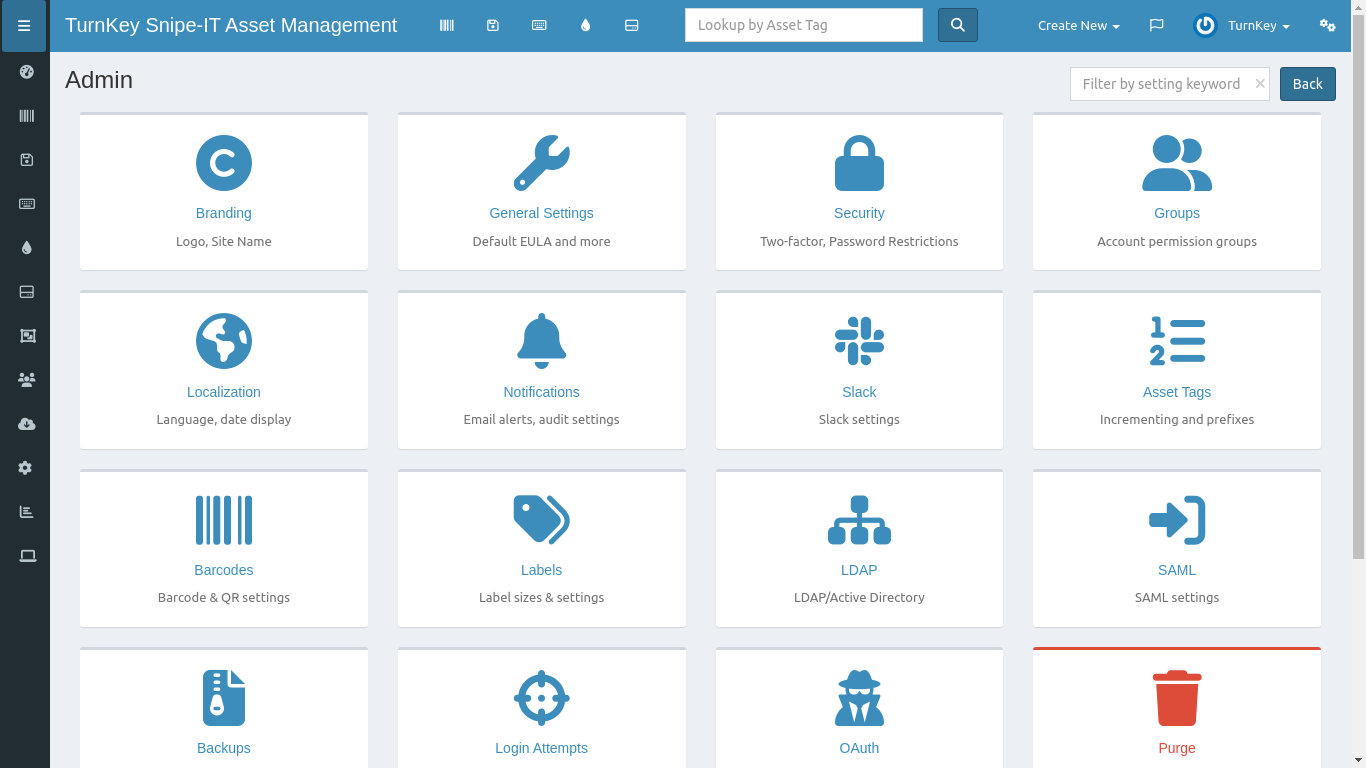 TurnKey Snipe-IT Asset Management
Lookup by Asset Tag
Create New
TurnKey
Admin
Filter by setting keyword
Back
Branding
Logo, Site Name
General Settings
Default EULA and more
Security
Two-factor, Password Restrictions
Groups
Account permission groups
Localization
Language, date display
Notifications
Email alerts, audit settings
Slack
Slack settings
Asset Tags
Incrementing and prefixes
Barcodes
Barcode & QR settings
Labels
Label sizes & settings
LDAP
LDAP/Active Directory
SAML
SAML settings
Backups
Login Attempts
OAuth
Purge